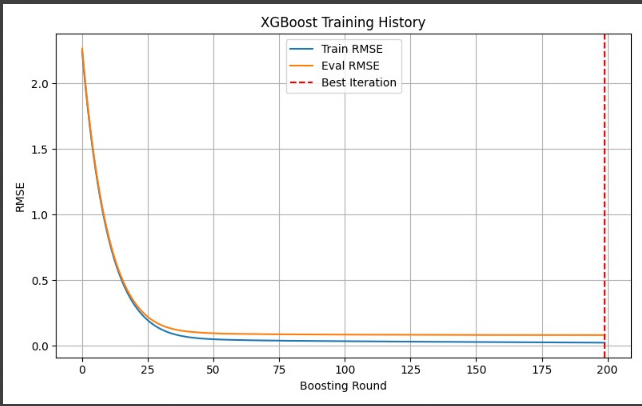 XGBoost Training History
Train RMSE
Eval RMSE
Best Iteration
2.0
1.5
1.0
0.5
0.0
RMSE
0 25 50 75 100 125 150 175 200
Boosting Round